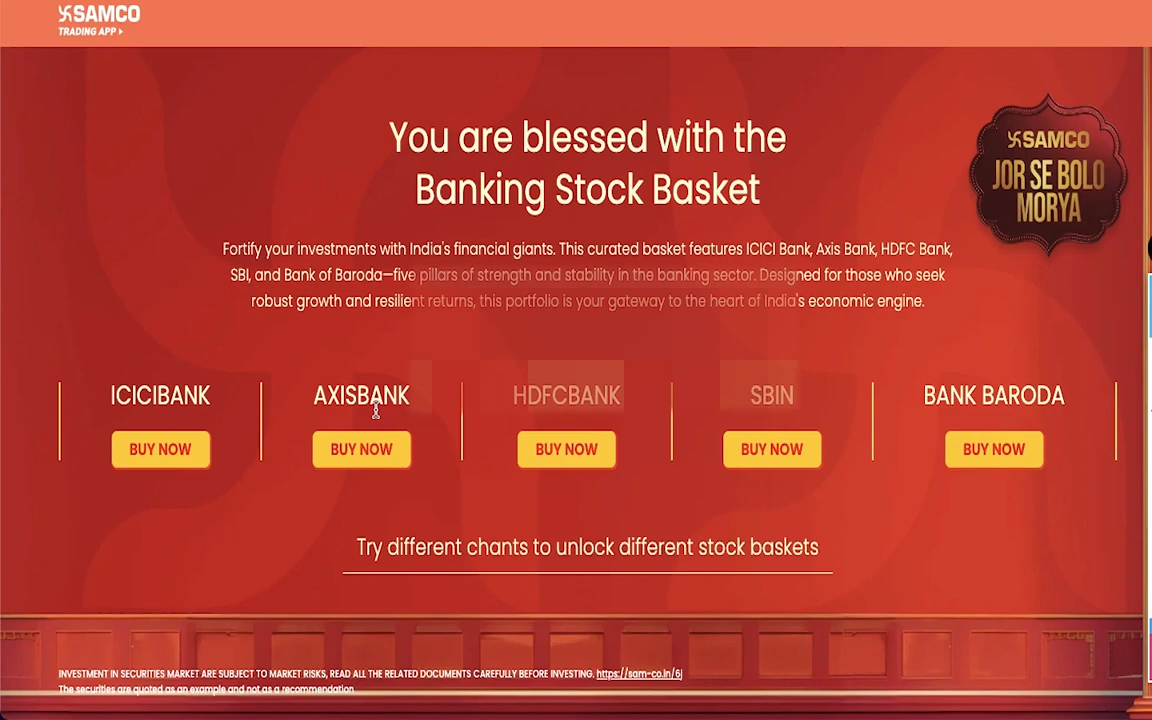 SAMCO
TRADING APP
You are blessed with the
Banking Stock Basket
SAMCO
JOR SE BOLO
MORYA
Fortify your investments with India's financial giants. This curated basket features ICICI Bank, Axis Bank, HDFC Bank,
SBI, and Bank of Baroda—five pillars of strength and stability in the banking sector. Designed for those who seek
robust growth and resilient returns, this portfolio is your gateway to the heart of India's economic engine.
ICICIBANK AXISBANK HDFCBANK SBIN BANK BARODA
BUY NOW BUY NOW BUY NOW BUY NOW BUY NOW
Try different chants to unlock different stock baskets
INVESTMENT IN SECURITIES MARKET ARE SUBJECT TO MARKET RISKS, READ ALL THE RELATED DOCUMENTS CAREFULLY BEFORE INVESTING. https://sam-co.in/6j
The securities are quoted as an example and not as a recommendation